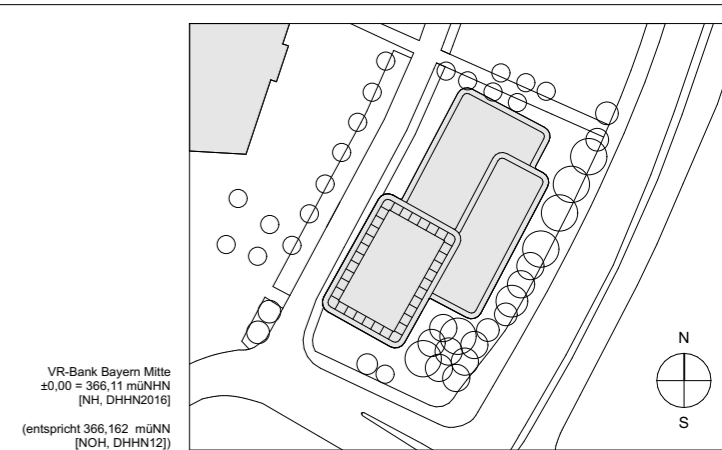 VR-Bank Bayern Mitte
±0,00 = 366,11 müNHN
[NH, DHHN2016]
(entspricht 366,162 müNN
[NOH, DHHN12])
N
S